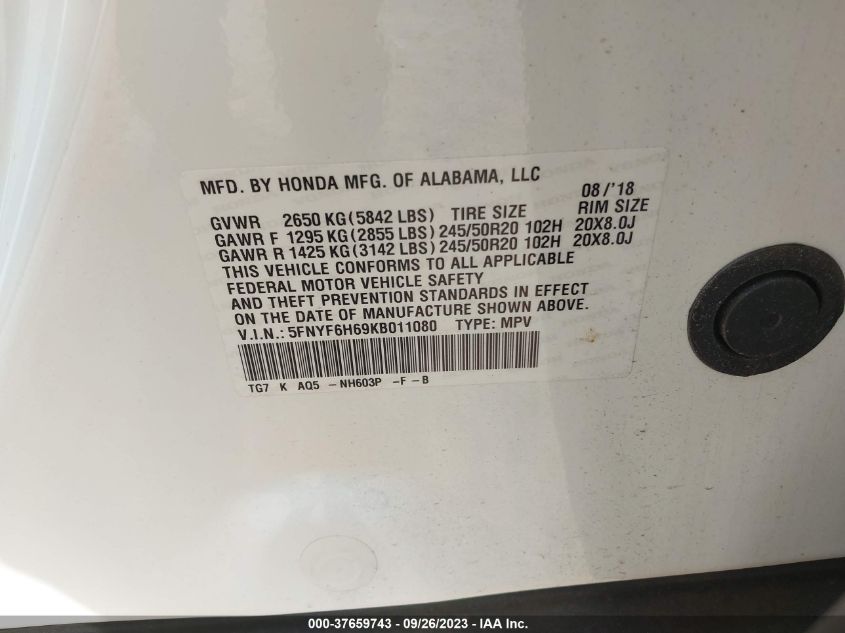 MFD. BY HONDA MFG. OF ALABAMA, LLC 08/'18
GVWR 2650 KG(5842 LBS) TIRE SIZE RIM SIZE
GAWR F 1295 KG(2855 LBS) 245/50R20 102H 20X8.0J
GAWR R 1425 KG(3142 LBS) 245/50R20 102H 20X8.0J
THIS VEHICLE CONFORMS TO ALL APPLICABLE
FEDERAL MOTOR VEHICLE SAFETY
AND THEFT PREVENTION STANDARDS IN EFFECT
ON THE DATE OF MANUFACTURE SHOWN ABOVE.
V.I.N.: 5FNYF6H69KB011080 TYPE: MPV
TG7 K AQ5 -NH603P -F-B
000-37659743 - 09/26/2023 - IAA Inc.